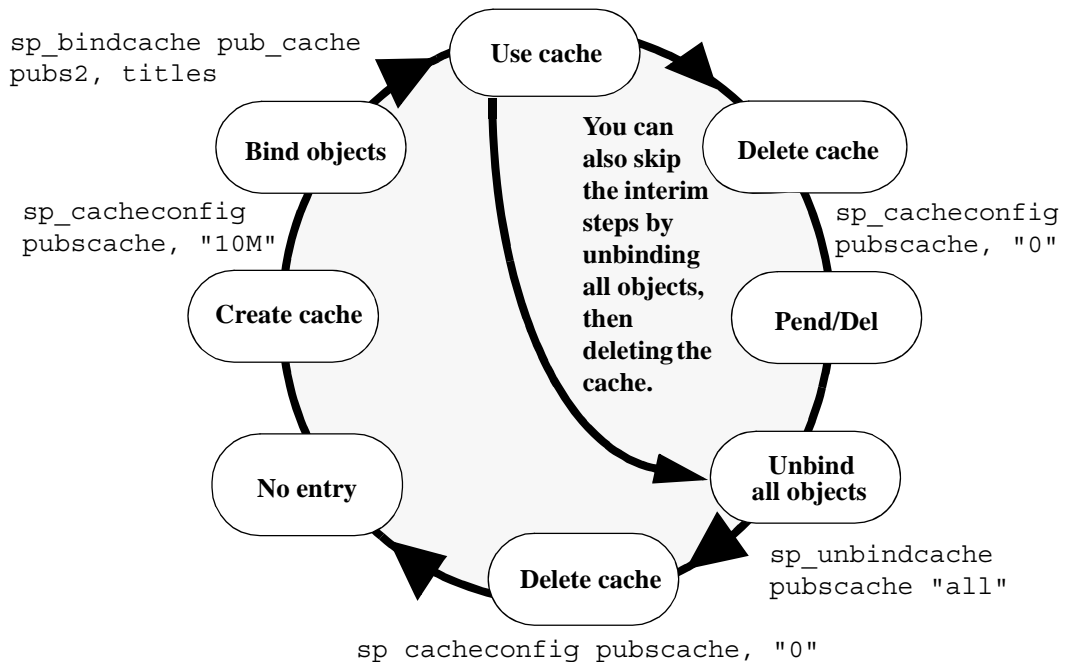 sp_bindcache pub_cache
pubs2, titles
Use cache
Bind objects
You can
also skip
the interim
steps by
unbinding
all objects,
then
deleting the
cache.
Delete cache
sp_cacheconfig
pubscache, "10M"
sp_cacheconfig
pubscache, "0"
Create cache
Pend/Del
No entry
Unbind
all objects
Delete cache
sp_unbindcache
pubscache "all"
sp cacheconfig pubscache, "0"